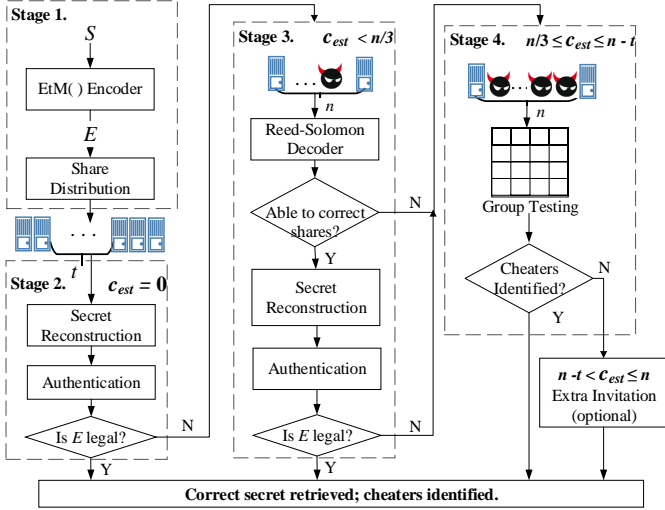 Stage 1.
S
EtM( ) Encoder
E
Share
Distribution
. . .
t
Stage 2. c_est = 0
Secret
Reconstruction
Authentication
Is E legal?
N
Y
Stage 3. c_est < n/3
. . .
n
Reed-Solomon
Decoder
Able to correct
shares?
N
Y
Secret
Reconstruction
Authentication
Is E legal?
N
Y
Stage 4. n/3 ≤ c_est ≤ n - t
. . .
n
Group Testing
Cheaters
Identified?
N
Y
n -t < c_est ≤ n
Extra Invitation
(optional)
Correct secret retrieved; cheaters identified.